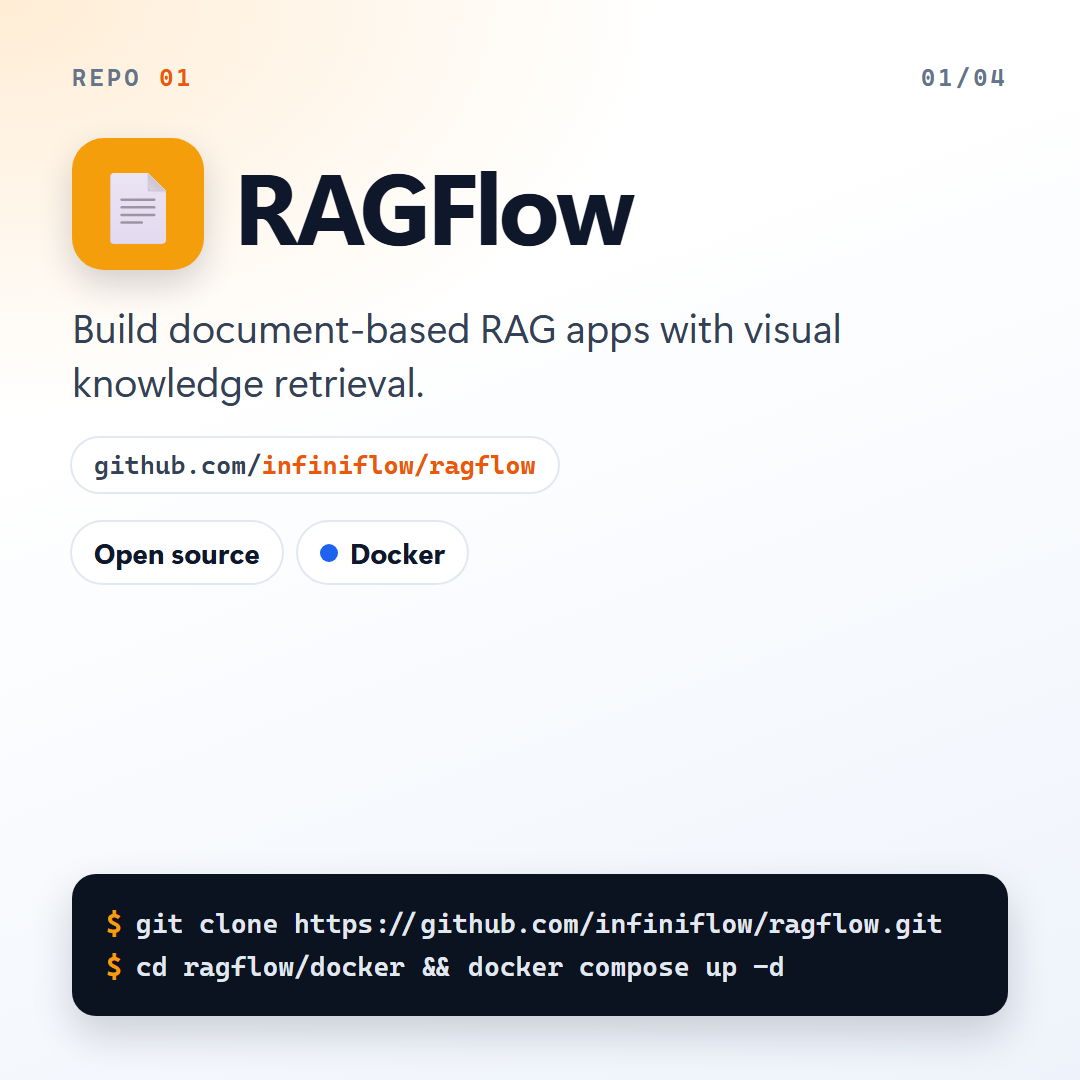 REPO 01
01/04
RAGFlow
Build document-based RAG apps with visual
knowledge retrieval.
github.com/infiniflow/ragflow
Open source
Docker
$ git clone https://github.com/infiniflow/ragflow.git
$ cd ragflow/docker && docker compose up -d